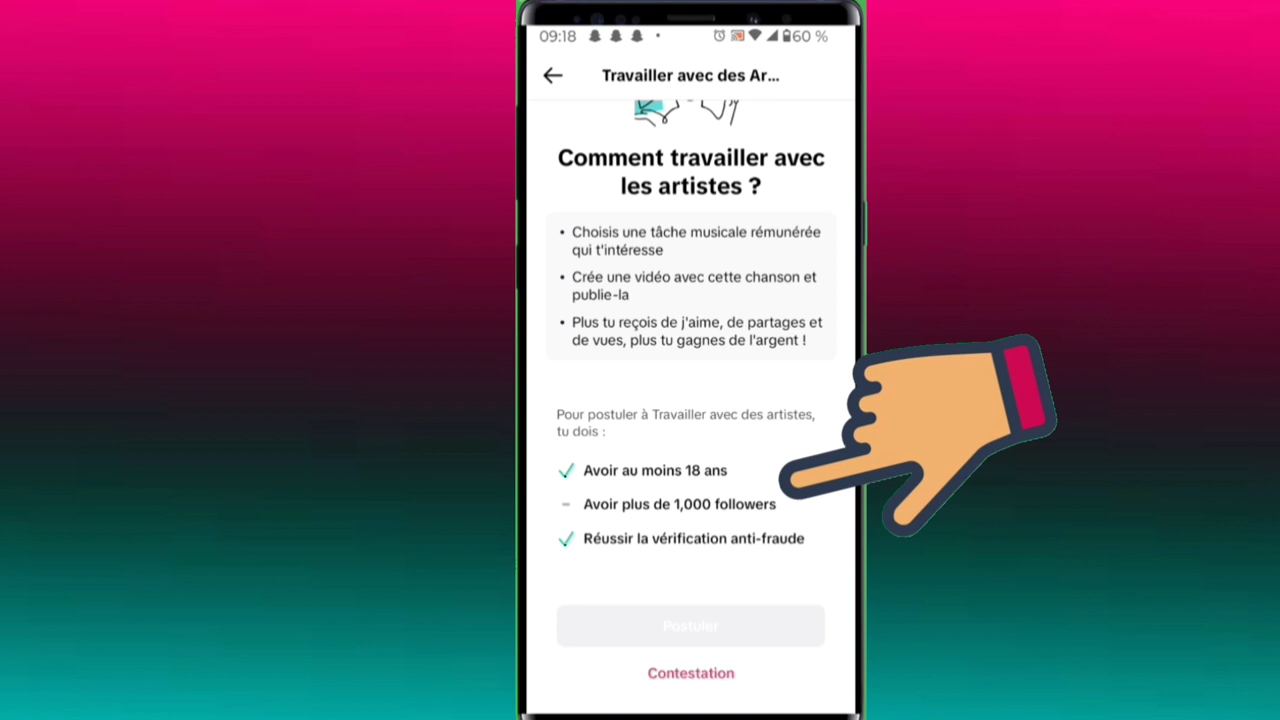 09:18
60 %
Travailler avec des Ar...
Comment travailler avec
les artistes ?
• Choisis une tâche musicale rémunérée
qui t'intéresse
• Crée une vidéo avec cette chanson et
publie-la
• Plus tu reçois de j'aime, de partages et
de vues, plus tu gagnes de l'argent !
Pour postuler à Travailler avec des artistes,
tu dois :
Avoir au moins 18 ans
Avoir plus de 1,000 followers
Réussir la vérification anti-fraude
Postuler
Contestation